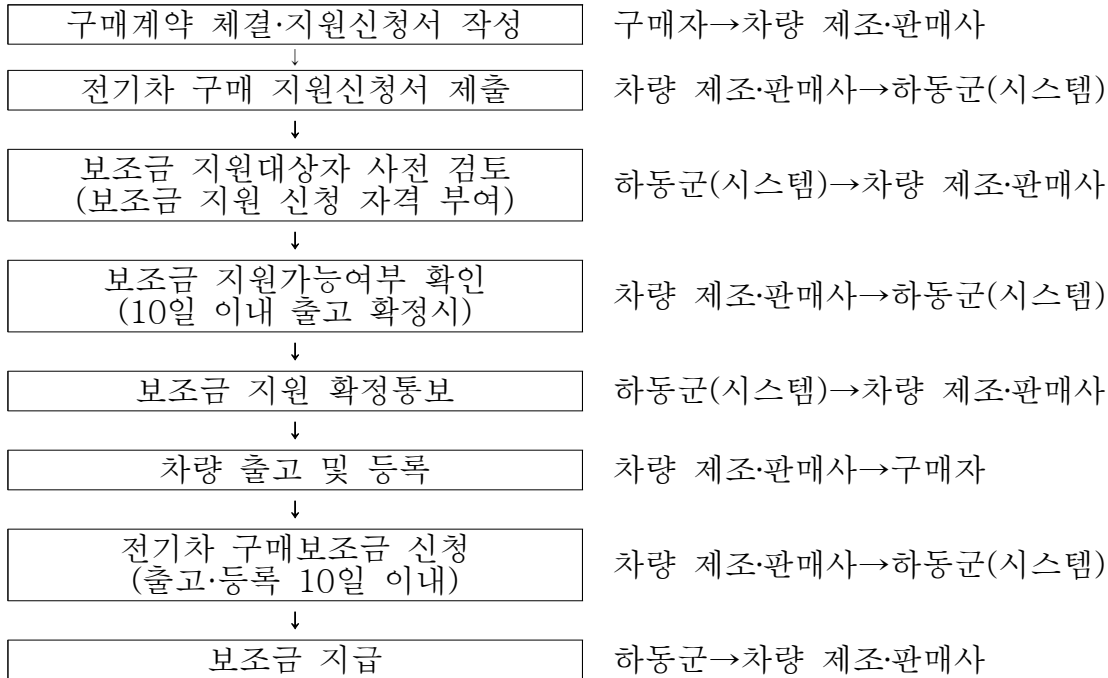 구매계약 체결·지원신청서 작성 구매자→차량 제조·판매사
↓
전기차 구매 지원신청서 제출 차량 제조·판매사→하동군(시스템)
↓
보조금 지원대상자 사전 검토
(보조금 지원 신청 자격 부여)
하동군(시스템)→차량 제조·판매사
↓
보조금 지원가능여부 확인
(10일 이내 출고 확정시)
차량 제조·판매사→하동군(시스템)
↓
보조금 지원 확정통보 하동군(시스템)→차량 제조·판매사
↓
차량 출고 및 등록 차량 제조·판매사→구매자
↓
전기차 구매보조금 신청
(출고·등록 10일 이내)
차량 제조·판매사→하동군(시스템)
↓
보조금 지급 하동군→차량 제조·판매사